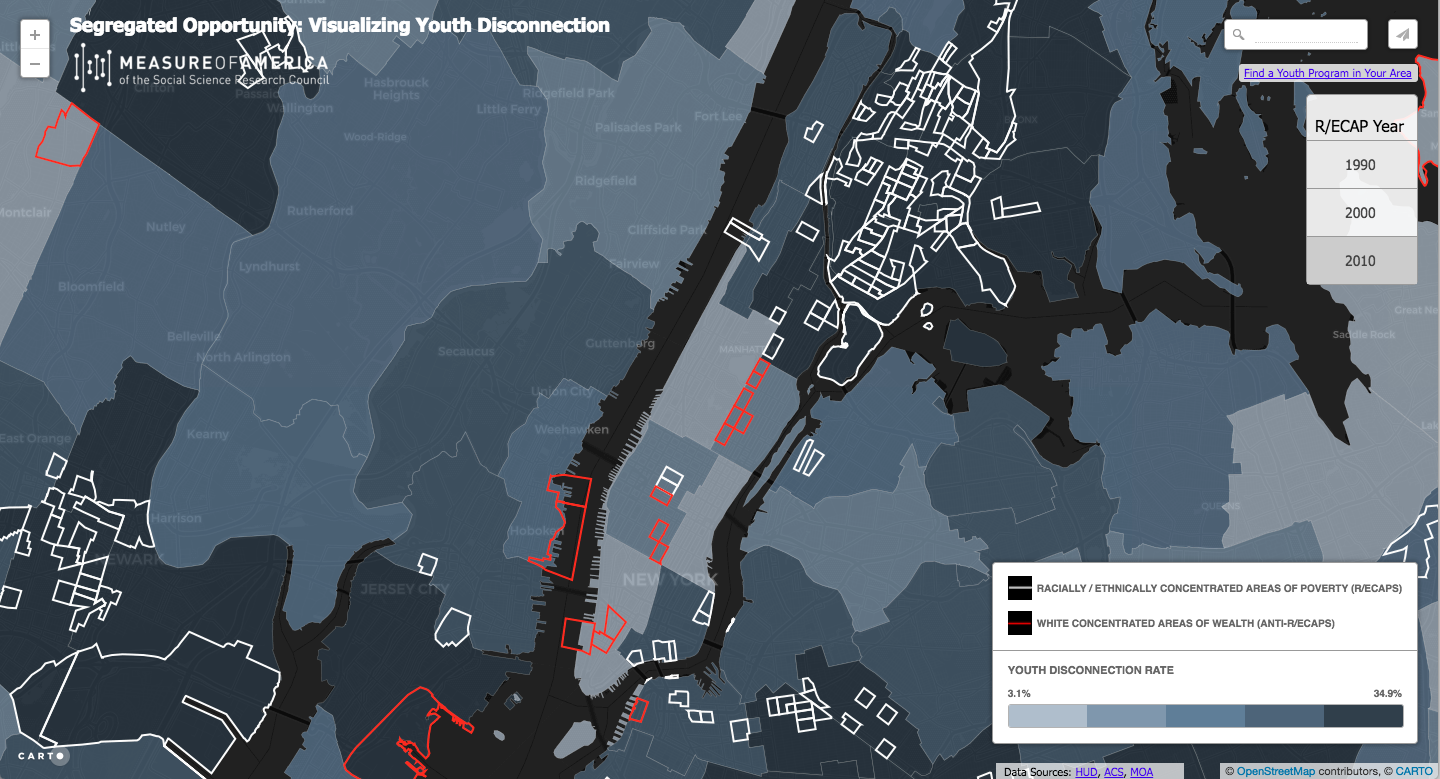 Segregated Opportunity: Visualizing Youth Disconnection
+
−
MEASUREOFAMERICA
of the Social Science Research Council
Find a Youth Program in Your Area
R/ECAP Year
1990
2000
2010
Clifton
Passaic
Wallington
Hasbrouck
Heights
Little Ferry
Ridgefield Park
Fort Lee
BRONX
Palisades Park
Wood-Ridge
Ridgefield
Montclair
Rutherford
Nutley
Cliffside Park
Fairview
Lyndhurst
Bloomfield
Great Ne
Belleville
Saddle Rock
North Arlington
Secaucus
Guttenberg
MANHATT
Union City
Weehawken
East Orange
Kearny
Harrison
Hoboken
QUEENS
NEWARK
JERSEY CITY
NEW YORK
RACIALLY / ETHNICALLY CONCENTRATED AREAS OF POVERTY (R/ECAPS)
WHITE CONCENTRATED AREAS OF WEALTH (ANTI-R/ECAPS)
YOUTH DISCONNECTION RATE
3.1% 34.9%
CARTO
Data Sources: HUD, ACS, MOA
© OpenStreetMap contributors, © CARTO